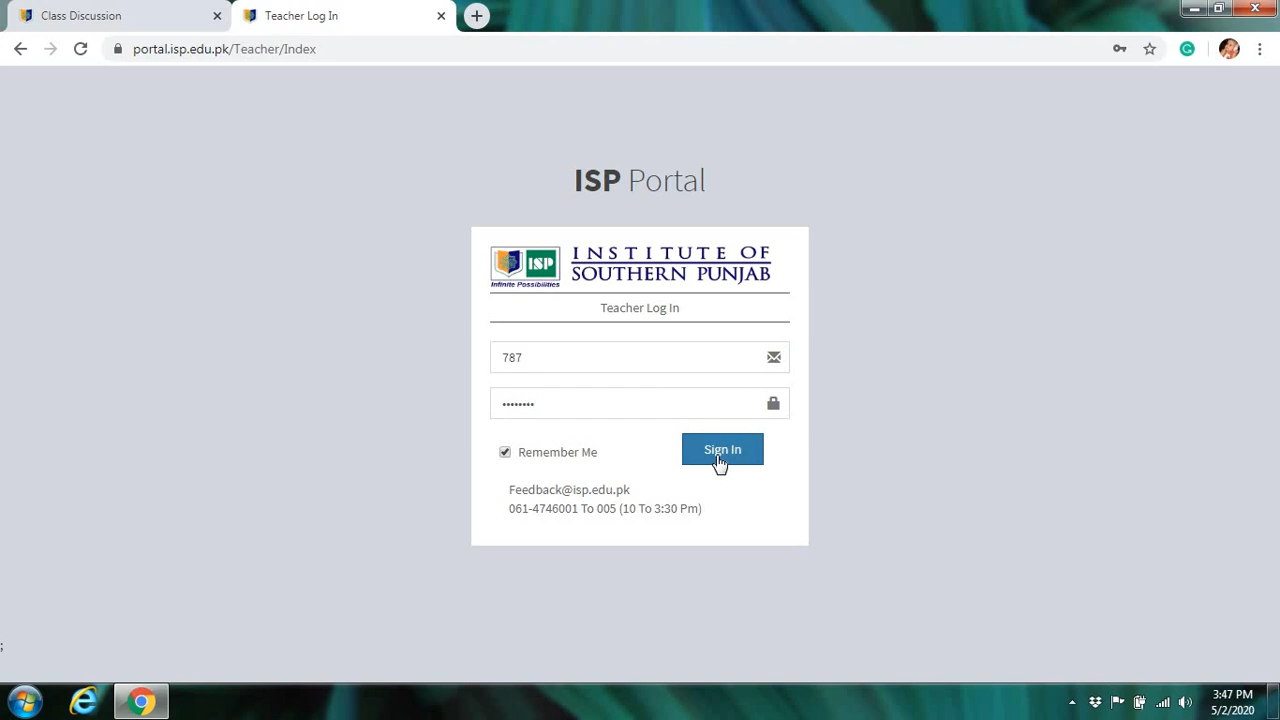 Class Discussion
Teacher Log In
portal.isp.edu.pk/Teacher/Index
ISP Portal
ISP
Infinite Possibilities
INSTITUTE OF
SOUTHERN PUNJAB
Teacher Log In
787
••••••••
Remember Me
Sign In
Feedback@isp.edu.pk
061-4746001 To 005 (10 To 3:30 Pm)
;
3:47 PM
5/2/2020